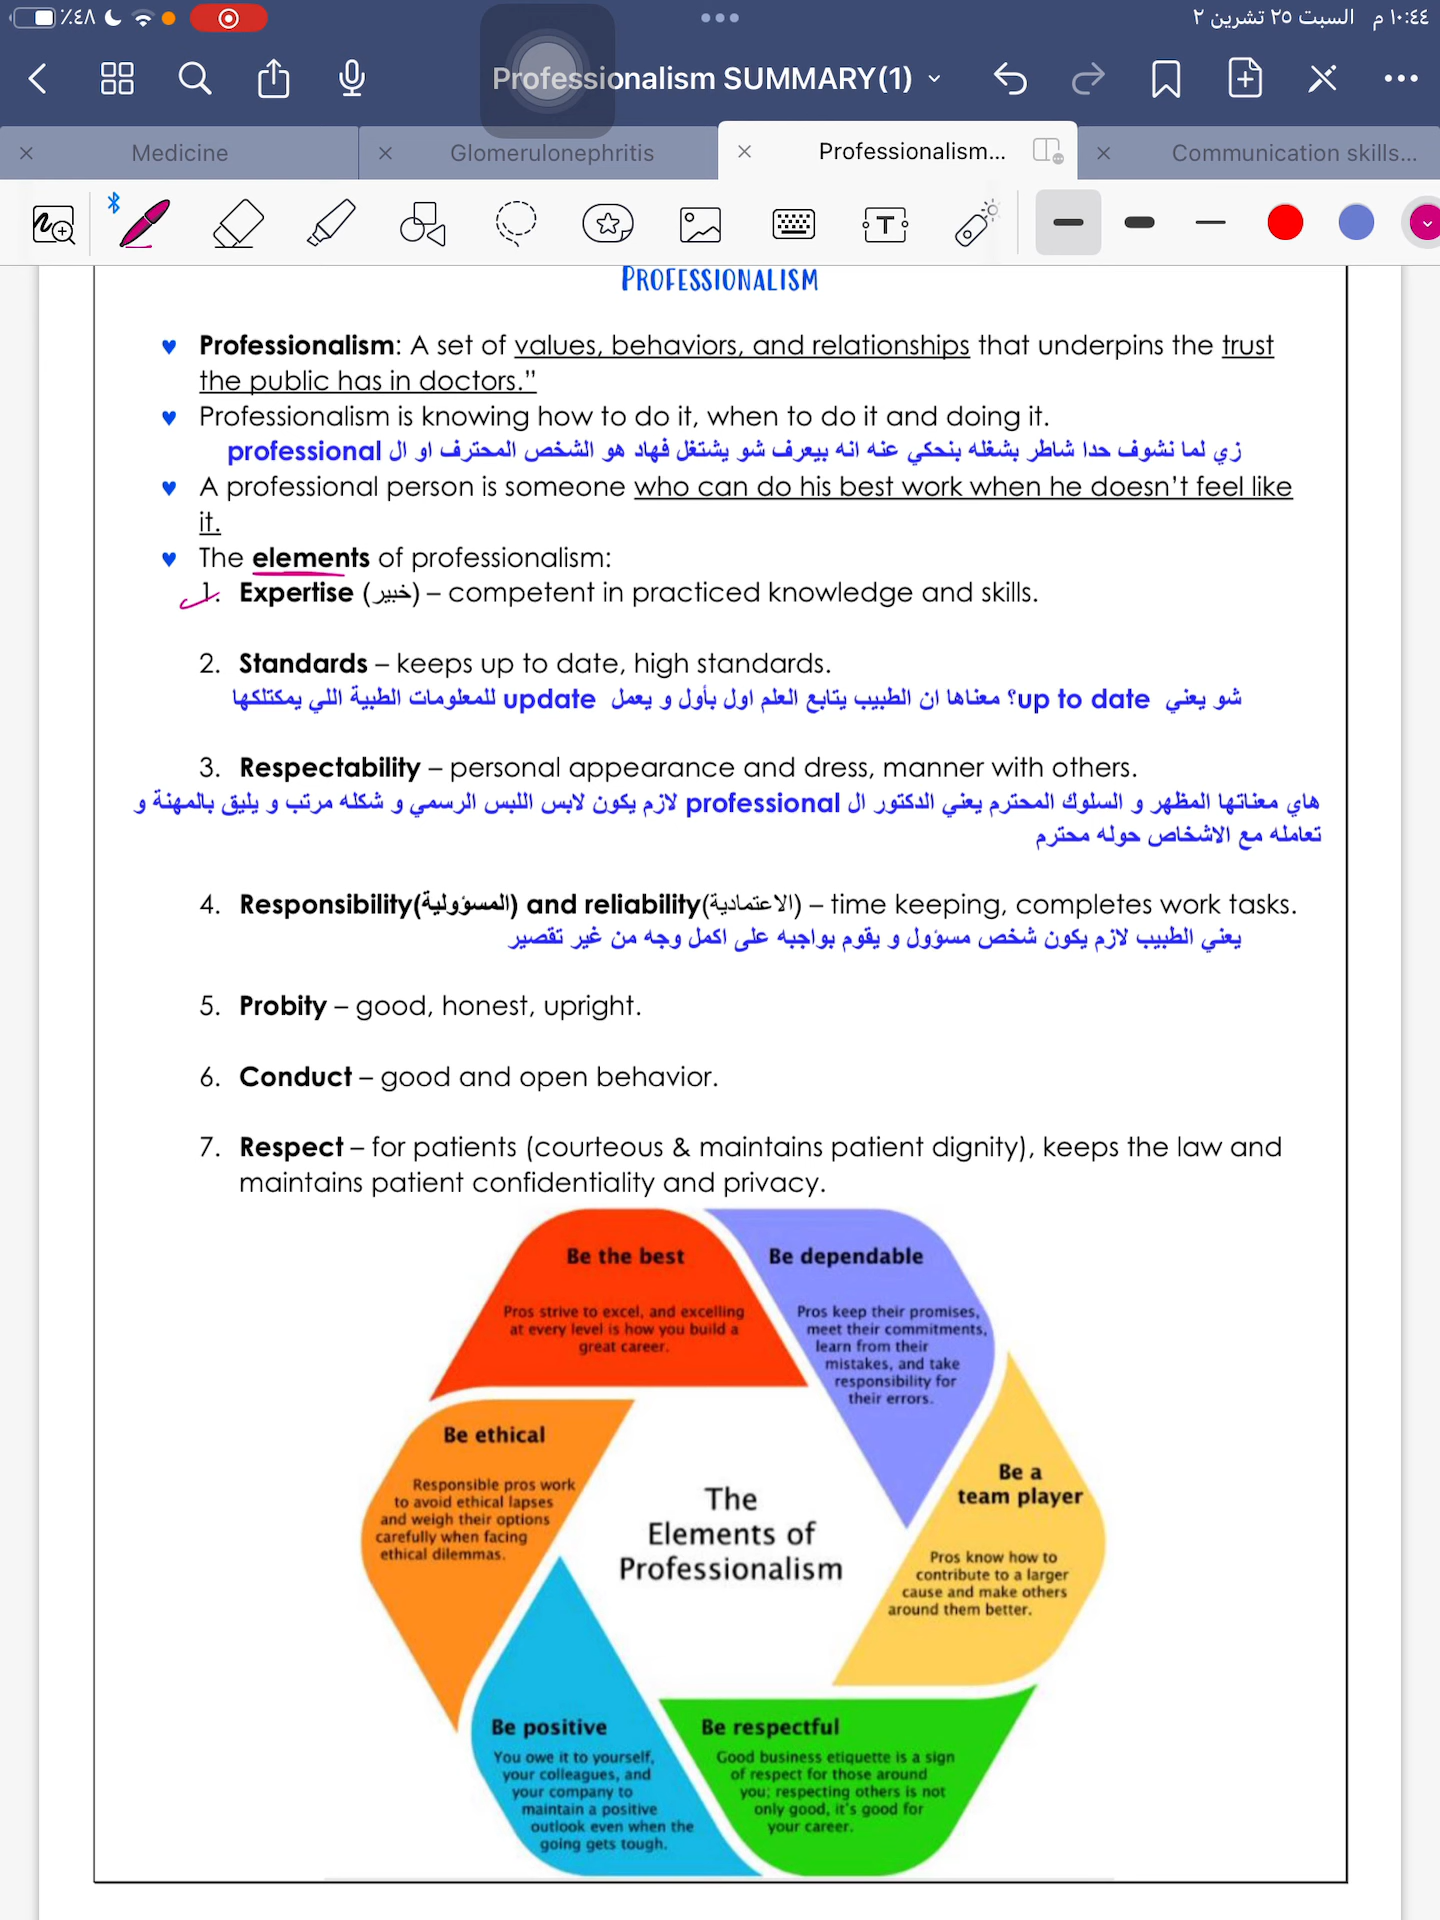 ٪٤٨
١٠:٤٤ م السبت ٢٥ تشرين ٢
Professionalism SUMMARY(1)
Medicine
Glomerulonephritis
Professionalism...
Communication skills...
PROFESSIONALISM
♥ Professionalism: A set of values, behaviors, and relationships that underpins the trust
the public has in doctors.”
♥ Professionalism is knowing how to do it, when to do it and doing it.
زي لما نشوف حدا شاطر بشغله بنحكي عنه انه بيعرف شو يشتغل فهاد هو الشخص المحترف او ال professional
♥ A professional person is someone who can do his best work when he doesn’t feel like
it.
♥ The elements of professionalism:
1. Expertise (خبير) – competent in practiced knowledge and skills.
2. Standards – keeps up to date, high standards.
شو يعني up to date؟ معناها ان الطبيب يتابع العلم اول بأول و يعمل update للمعلومات الطبية اللي يمكتلكها
3. Respectability – personal appearance and dress, manner with others.
هاي معناتها المظهر و السلوك المحترم يعني الدكتور ال professional لازم يكون لابس اللبس الرسمي و شكله مرتب و يليق بالمهنة و
تعامله مع الاشخاص حوله محترم
4. Responsibility(المسؤولية) and reliability(الاعتمادية) – time keeping, completes work tasks.
يعني الطبيب لازم يكون شخص مسؤول و يقوم بواجبه على اكمل وجه من غير تقصير
5. Probity – good, honest, upright.
6. Conduct – good and open behavior.
7. Respect – for patients (courteous & maintains patient dignity), keeps the law and
maintains patient confidentiality and privacy.
Be the best
Pros strive to excel, and excelling
at every level is how you build a
great career.
Be dependable
Pros keep their promises,
meet their commitments,
learn from their
mistakes, and take
responsibility for
their errors.
Be ethical
Responsible pros work
to avoid ethical lapses
and weigh their options
carefully when facing
ethical dilemmas.
The
Elements of
Professionalism
Be a
team player
Pros know how to
contribute to a larger
cause and make others
around them better.
Be positive
You owe it to yourself,
your colleagues, and
your company to
maintain a positive
outlook even when the
going gets tough.
Be respectful
Good business etiquette is a sign
of respect for those around
you; respecting others is not
only good, it's good for
your career.